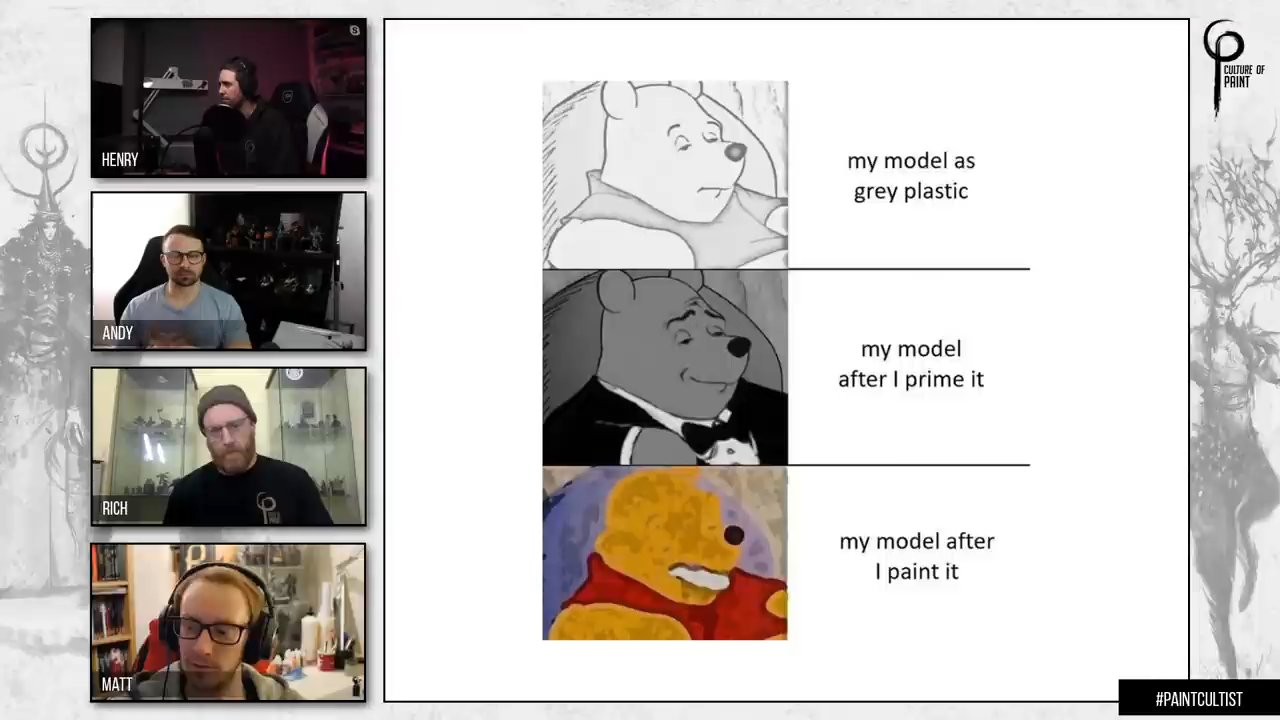 HENRY
ANDY
RICH
MATT
my model as
grey plastic
my model
after I prime it
my model after
I paint it
CULTURE OF
PAINT
#PAINTCULTIST